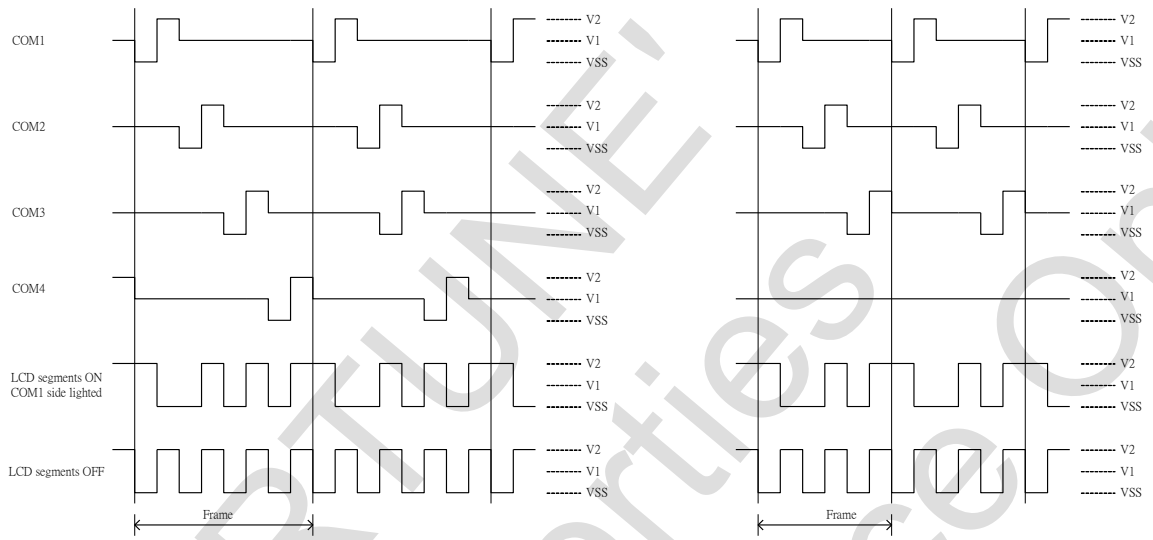 COM1
V2
V1
VSS
V2
V1
VSS
COM2
V2
V1
VSS
V2
V1
VSS
COM3
V2
V1
VSS
V2
V1
VSS
COM4
V2
V1
VSS
V2
V1
VSS
LCD segments ON
COM1 side lighted
V2
V1
VSS
V2
V1
VSS
LCD segments OFF
V2
V1
VSS
V2
V1
VSS
Frame
Frame